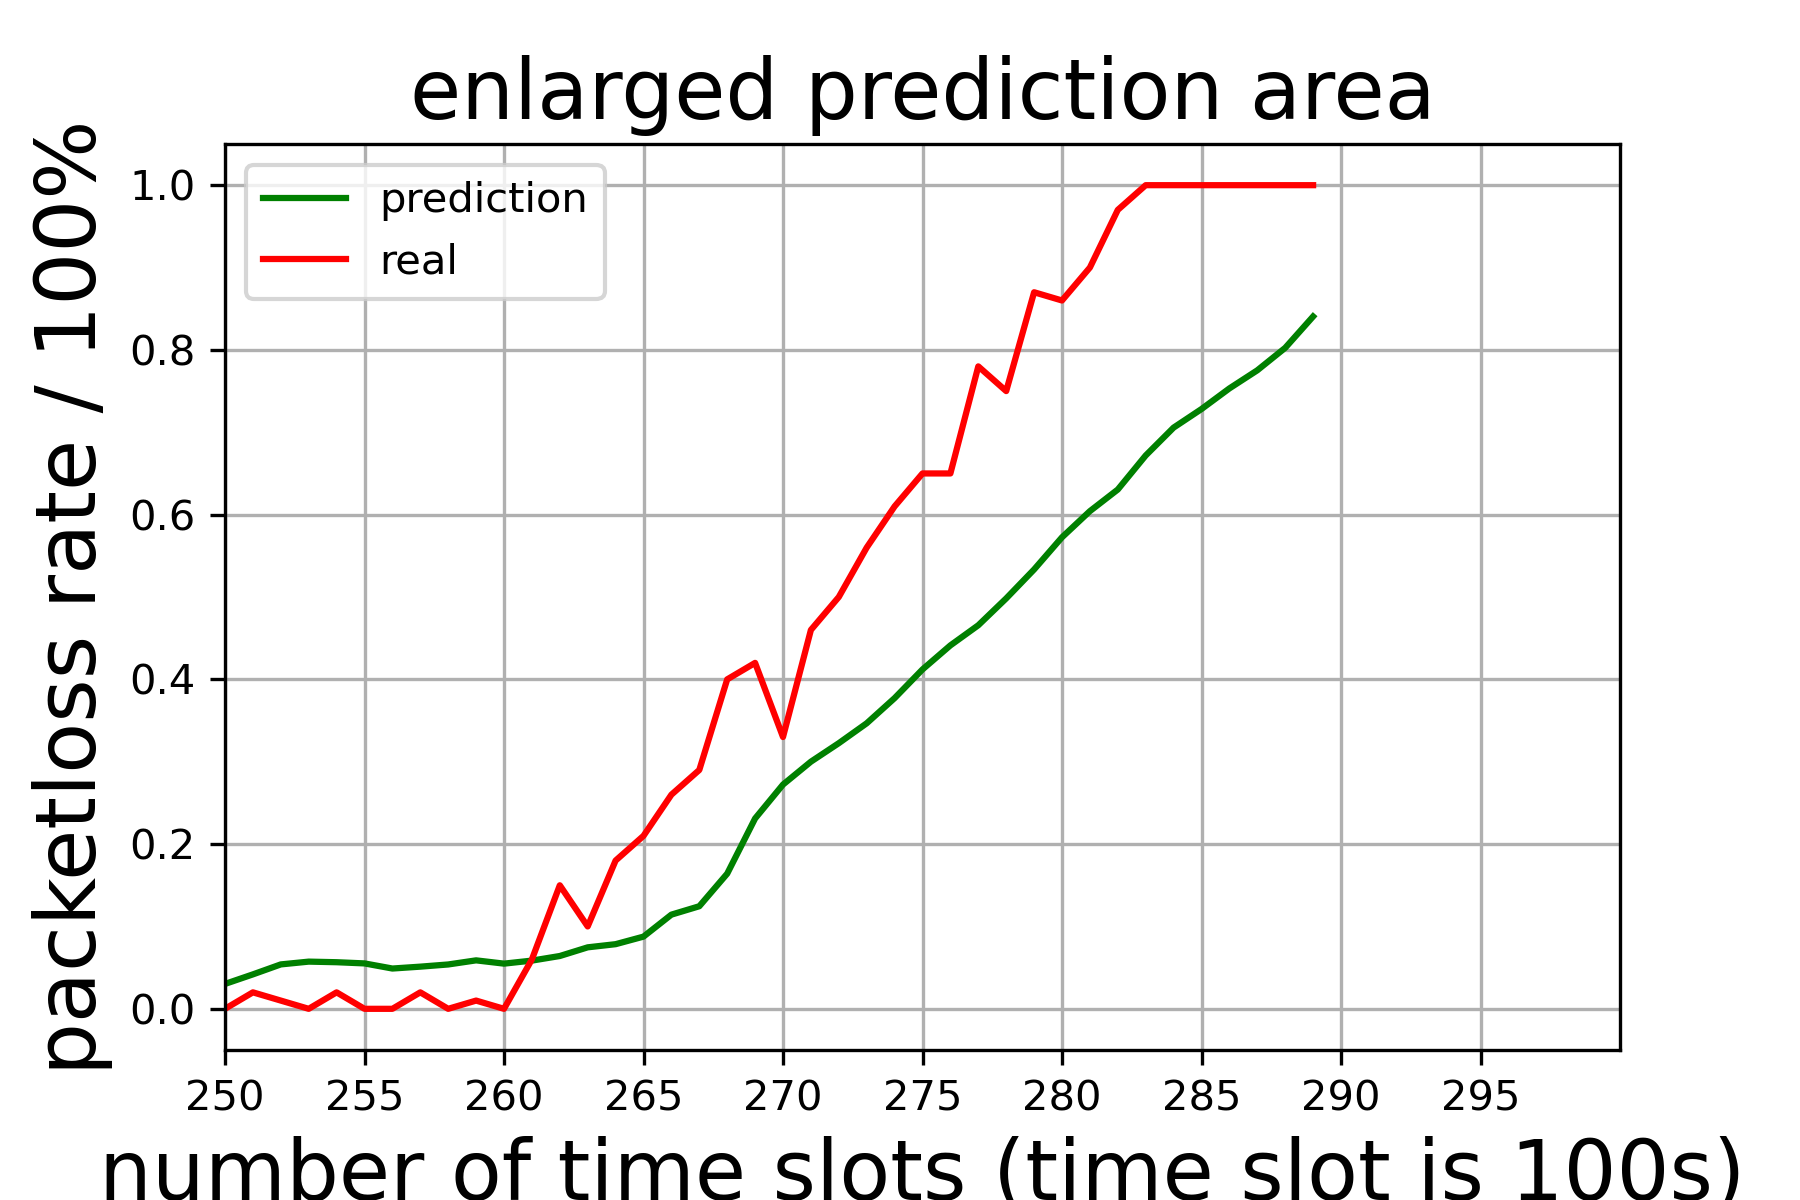 enlarged prediction area
packetloss rate / 100%
1.0
0.8
0.6
0.4
0.2
0.0
prediction
real
250 255 260 265 270 275 280 285 290 295
number of time slots (time slot is 100s)